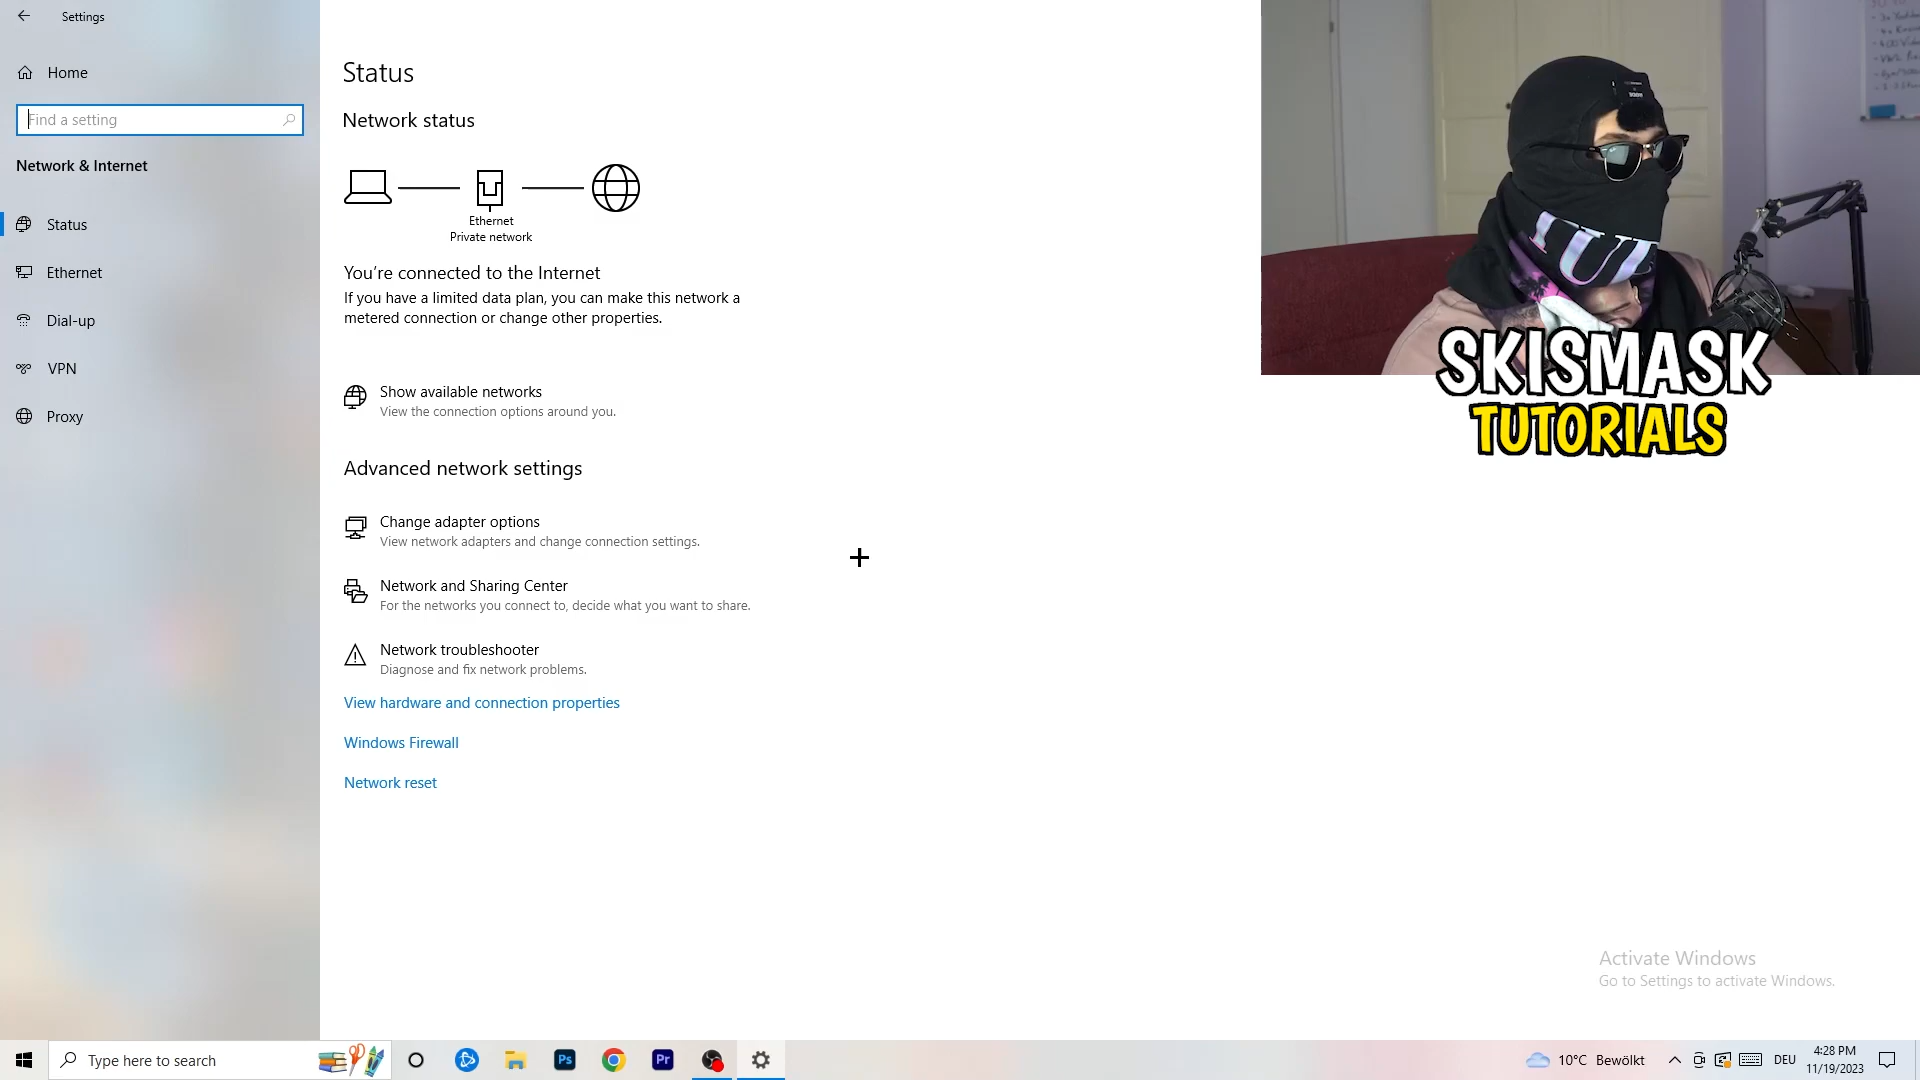 Settings
Home
Find a setting
Network & Internet
Status
Ethernet
Dial-up
VPN
Proxy
Status
Network status
Ethernet
Private network
You're connected to the Internet
If you have a limited data plan, you can make this network a
metered connection or change other properties.
Show available networks
View the connection options around you.
Advanced network settings
Change adapter options
View network adapters and change connection settings.
Network and Sharing Center
For the networks you connect to, decide what you want to share.
Network troubleshooter
Diagnose and fix network problems.
View hardware and connection properties
Windows Firewall
Network reset
SKISMASK
TUTORIALS
Activate Windows
Go to Settings to activate Windows.
Type here to search
Ps
Pr
10°C Bewölkt
DEU
4:28 PM
11/19/2023